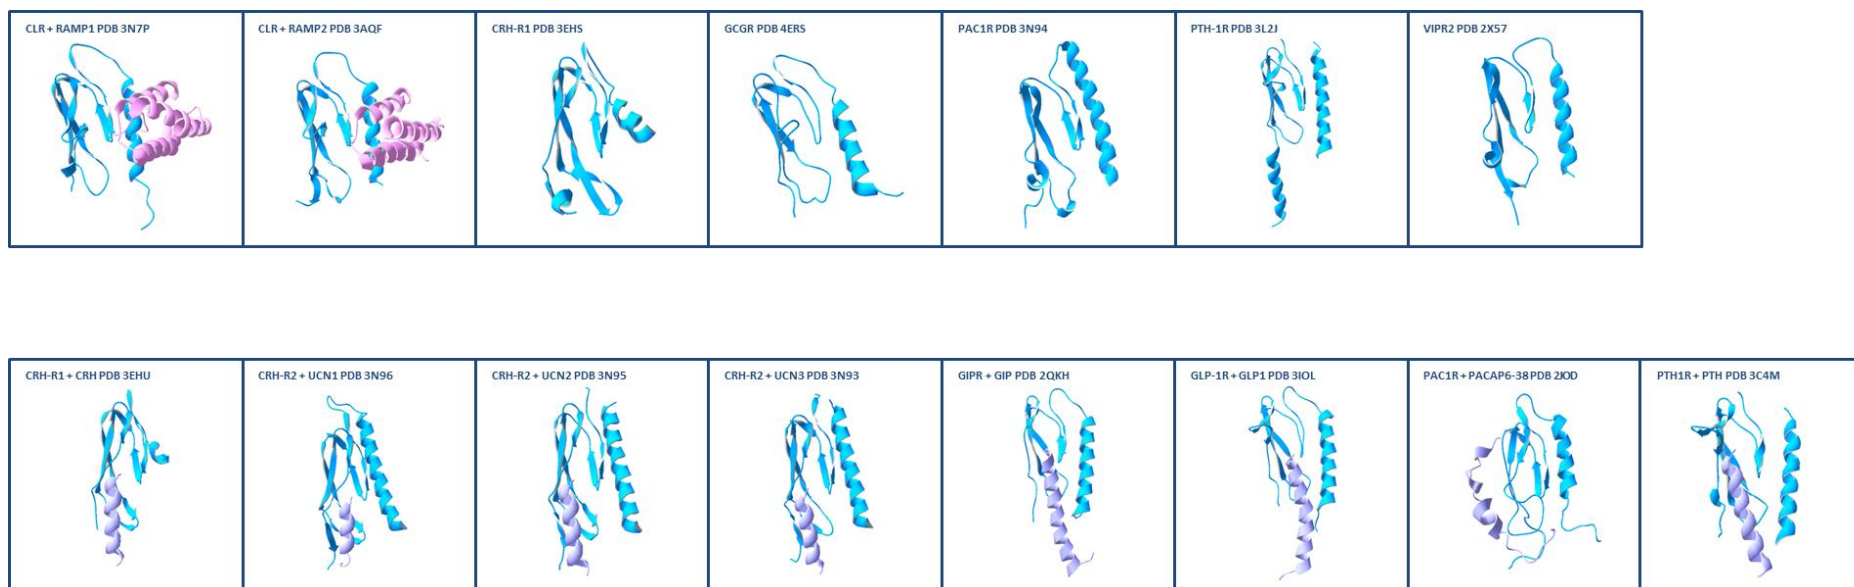 CLR + RAMP1 PDB 3N7P
CLR + RAMP2 PDB 3AQF
CRH-R1 PDB 3EHS
GCGR PDB 4ERS
PAC1R PDB 3N94
PTH-1R PDB 3L2J
VIPR2 PDB 2X57
CRH-R1 + CRH PDB 3EHU
CRH-R2 + UCN1 PDB 3N96
CRH-R2 + UCN2 PDB 3N95
CRH-R2 + UCN3 PDB 3N93
GIPR + GIP PDB 2QKH
GLP-1R + GLP1 PDB 3IOL
PAC1R + PACAP6-38 PDB 2JOD
PTH1R + PTH PDB 3C4M